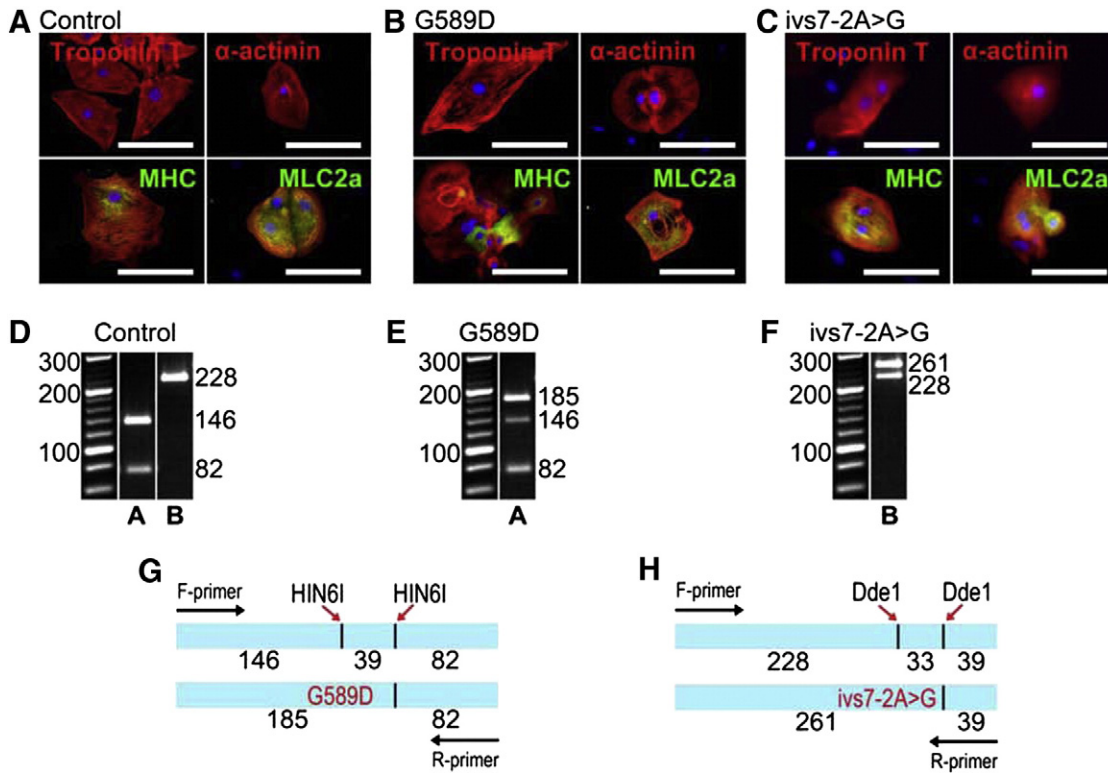 A Control
B G589D
C ivs7-2A>G
Troponin T α-actinin
Troponin T α-actinin
Troponin T α-actinin
MHC MLC2a
MHC MLC2a
MHC MLC2a
D Control
300
200
100
228
146
82
A B
E G589D
300
200
100
185
146
82
A
F ivs7-2A>G
300
200
100
261
228
B
G
F-primer
HIN6I HIN6I
146 39 82
G589D
185 82
R-primer
H
F-primer
Dde1 Dde1
228 33 39
ivs7-2A>G
261 39
R-primer